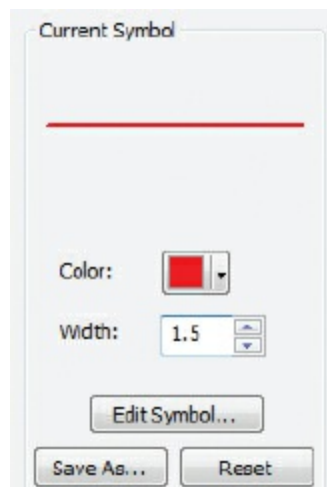 Current Symbol
Color:
Width: 1.5
Edit Symbol...
Save As... Reset